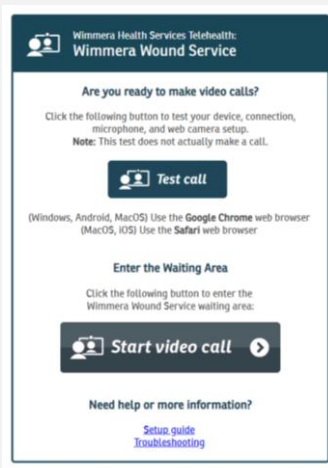 Wimmera Health Services Telehealth:
Wimmera Wound Service
Are you ready to make video calls?
Click the following button to test your device, connection,
microphone, and web camera setup.
Note: This test does not actually make a call.
Test call
(Windows, Android, MacOS) Use the Google Chrome web browser
(MacOS, iOS) Use the Safari web browser
Enter the Waiting Area
Click the following button to enter the
Wimmera Wound Service waiting area:
Start video call
Need help or more information?
Setup guide
Troubleshooting